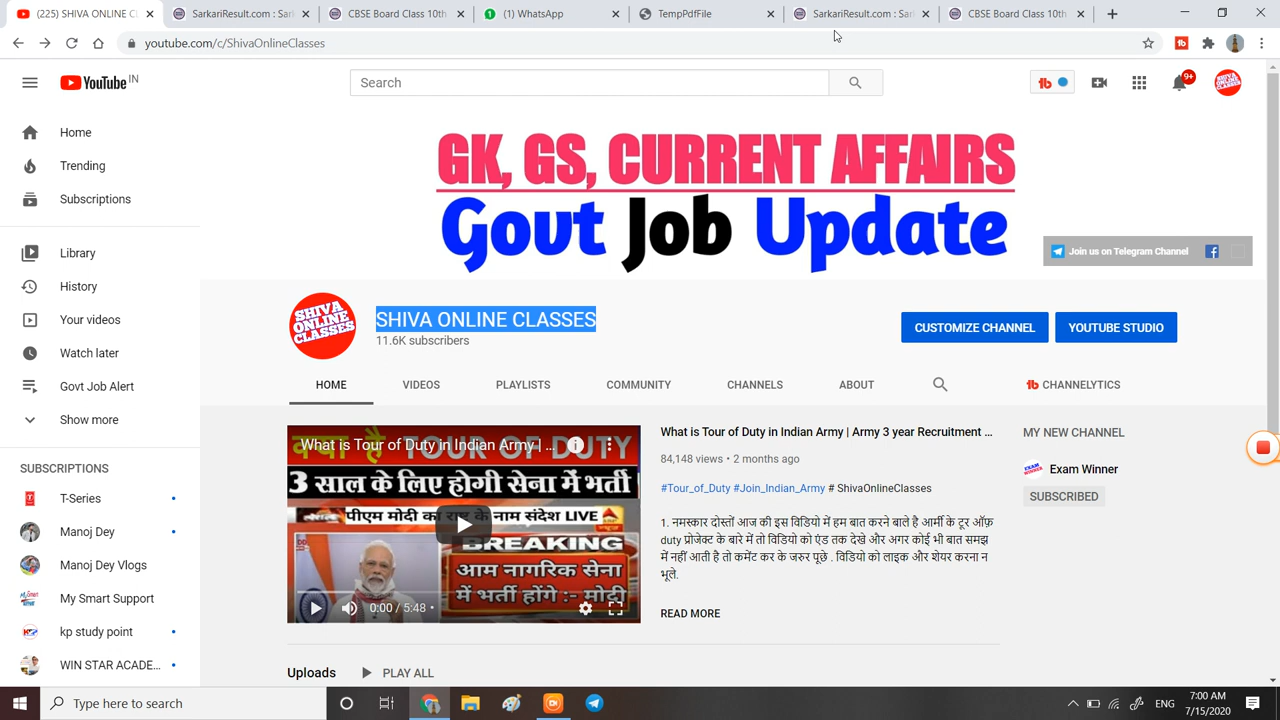 (225) SHIVA ONLINE CL
SarkariResult.com : Sark
CBSE Board Class 10th
(1) WhatsApp
TempPdfFile
SarkariResult.com : Sark
CBSE Board Class 10th
youtube.com/c/ShivaOnlineClasses
YouTube IN
Search
9+
Home
Trending
Subscriptions
Library
History
Your videos
Watch later
Govt Job Alert
Show more
SUBSCRIPTIONS
T-Series
Manoj Dey
Manoj Dey Vlogs
My Smart Support
kp study point
WIN STAR ACADE...
GK, GS, CURRENT AFFAIRS
Govt Job Update
Join us on Telegram Channel
SHIVA ONLINE CLASSES
SHIVA ONLINE CLASSES
11.6K subscribers
CUSTOMIZE CHANNEL
YOUTUBE STUDIO
HOME VIDEOS PLAYLISTS COMMUNITY CHANNELS ABOUT
CHANNELYTICS
What is Tour of Duty in Indian Army | ...
3 साल के लिए होगी सेना में भर्ती
पीएम मोदी का राष्ट्र के नाम संदेश LIVE
BREAKING
आम नागरिक सेना
में भर्ती होंगे :- मोदी
0:00 / 5:48
What is Tour of Duty in Indian Army | Army 3 year Recruitment ...
84,148 views • 2 months ago
#Tour_of_Duty #Join_Indian_Army # ShivaOnlineClasses
1. नमस्कार दोस्तों आज की इस विडियो में हम बात करने बाले है आर्मी के टूर ऑफ़
duty प्रोजेक्ट के बारे में तो विडियो को एंड तक देखे और अगर कोई भी बात समझ
में नहीं आती है तो कमेंट कर के जरुर पूछे . विडियो को लाइक और शेयर करना न
भूले.
READ MORE
MY NEW CHANNEL
Exam Winner
SUBSCRIBED
Uploads
PLAY ALL
Type here to search
ENG
7:00 AM
7/15/2020